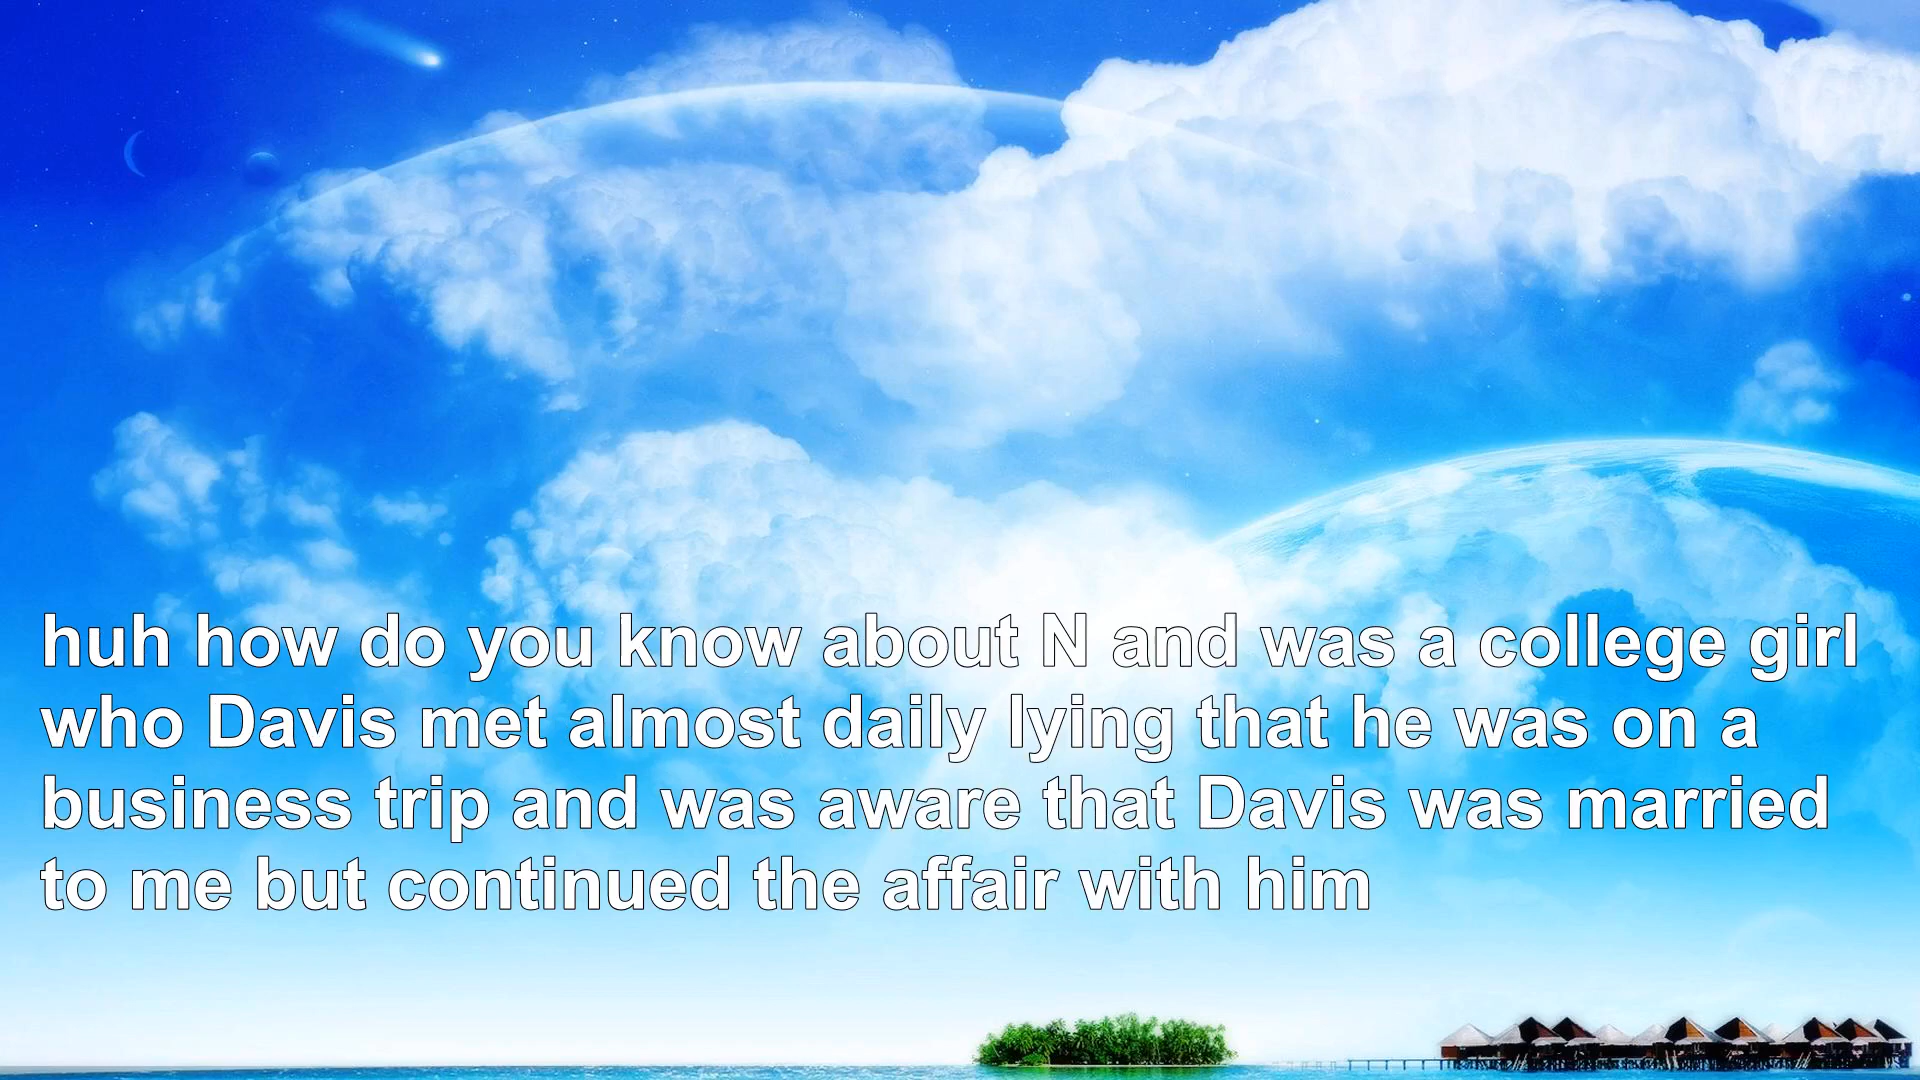 huh how do you know about N and was a college girl
who Davis met almost daily lying that he was on a
business trip and was aware that Davis was married
to me but continued the affair with him